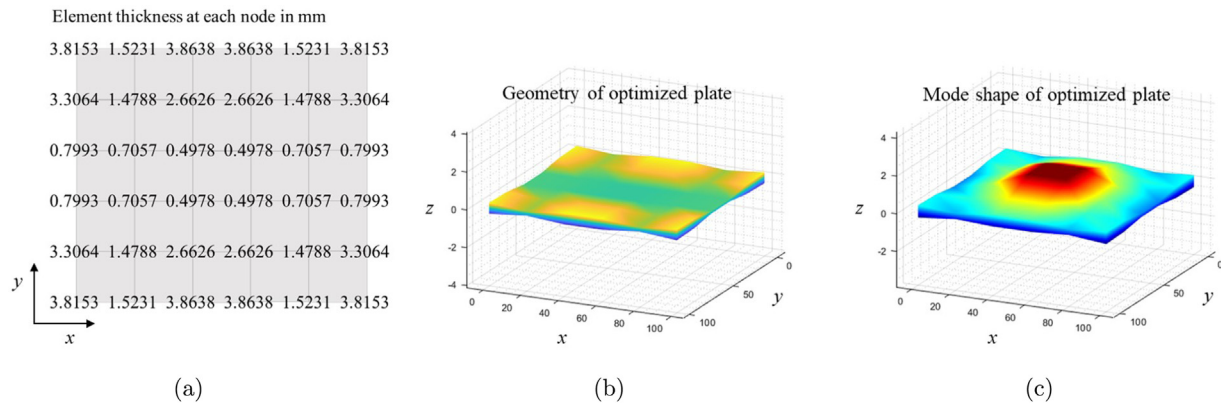 Element thickness at each node in mm
3.8153 1.5231 3.8638 3.8638 1.5231 3.8153
3.3064 1.4788 2.6626 2.6626 1.4788 3.3064
0.7993 0.7057 0.4978 0.4978 0.7057 0.7993
0.7993 0.7057 0.4978 0.4978 0.7057 0.7993
3.3064 1.4788 2.6626 2.6626 1.4788 3.3064
3.8153 1.5231 3.8638 3.8638 1.5231 3.8153
y
x
(a)
Geometry of optimized plate
4
2
0
-2
-4
z
0
20
40
60
80
100
x
0
50
100
y
(b)
Mode shape of optimized plate
4
2
0
-2
z
0
20
40
60
80
100
x
0
50
100
y
(c)